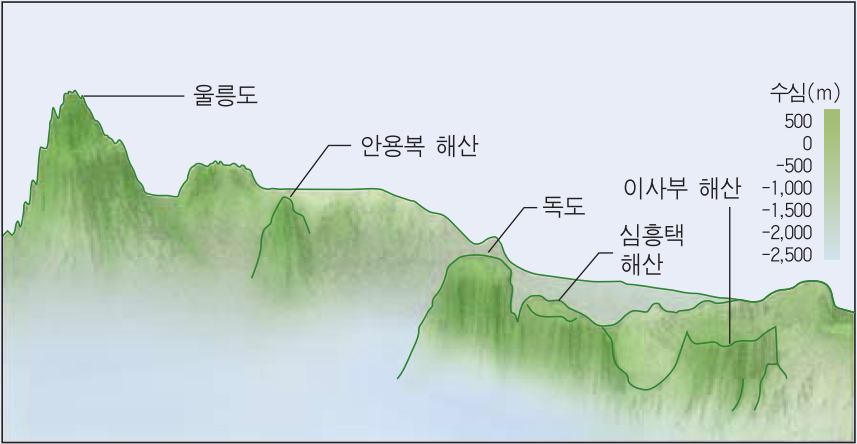 울릉도
안용복 해산
독도
심흥택
해산
이사부 해산
수심(m)
500
0
-500
-1,000
-1,500
-2,000
-2,500